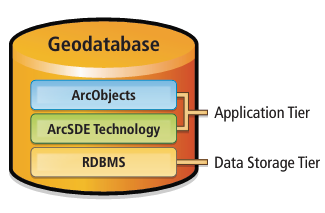 Geodatabase
ArcObjects
ArcSDE Technology
Application Tier
RDBMS
Data Storage Tier